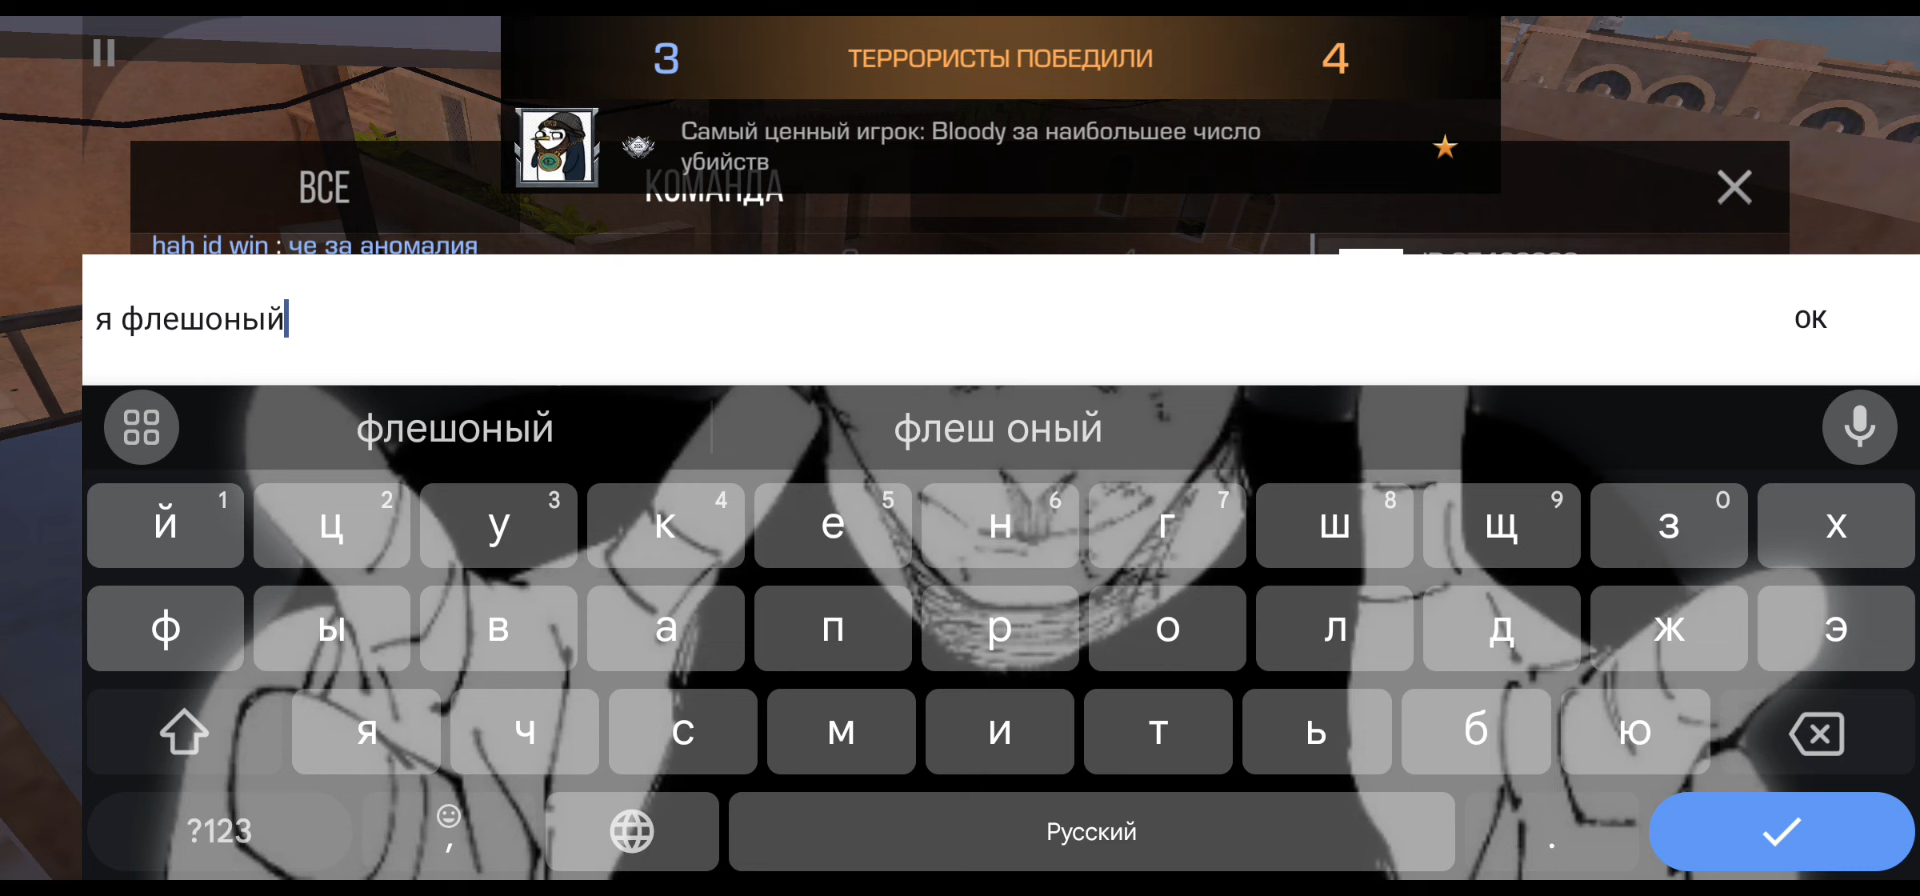 3 ТЕРРОРИСТЫ ПОБЕДИЛИ 4
Самый ценный игрок: Bloody за наибольшее число
убийств
ВСЕ КОМАНДА
hah id win : че за аномалия
я флешоный ОК
флешоный флеш оный
й 1 ц 2 у 3 к 4 е 5 н 6 г 7 ш 8 щ 9 з 0 х
ф ы в а п р о л д ж э
я ч с м и т ь б ю
?123 , Русский .